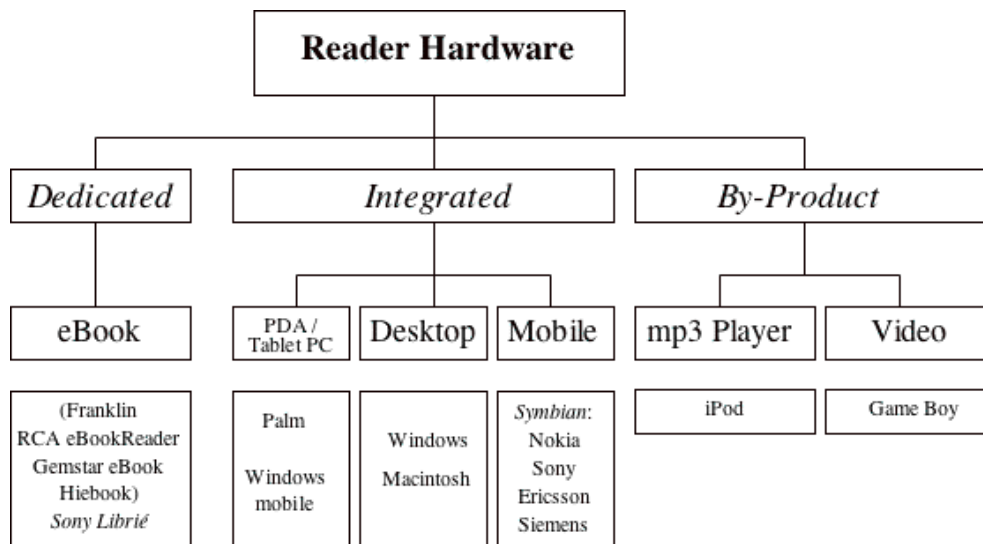 Reader Hardware
Dedicated
Integrated
By-Product
eBook
PDA /
Tablet PC
Desktop
Mobile
mp3 Player
Video
(Franklin
RCA eBookReader
Gemstar eBook
Hiebook)
Sony Librié
Palm
Windows
mobile
Windows
Macintosh
Symbian:
Nokia
Sony
Ericsson
Siemens
iPod
Game Boy